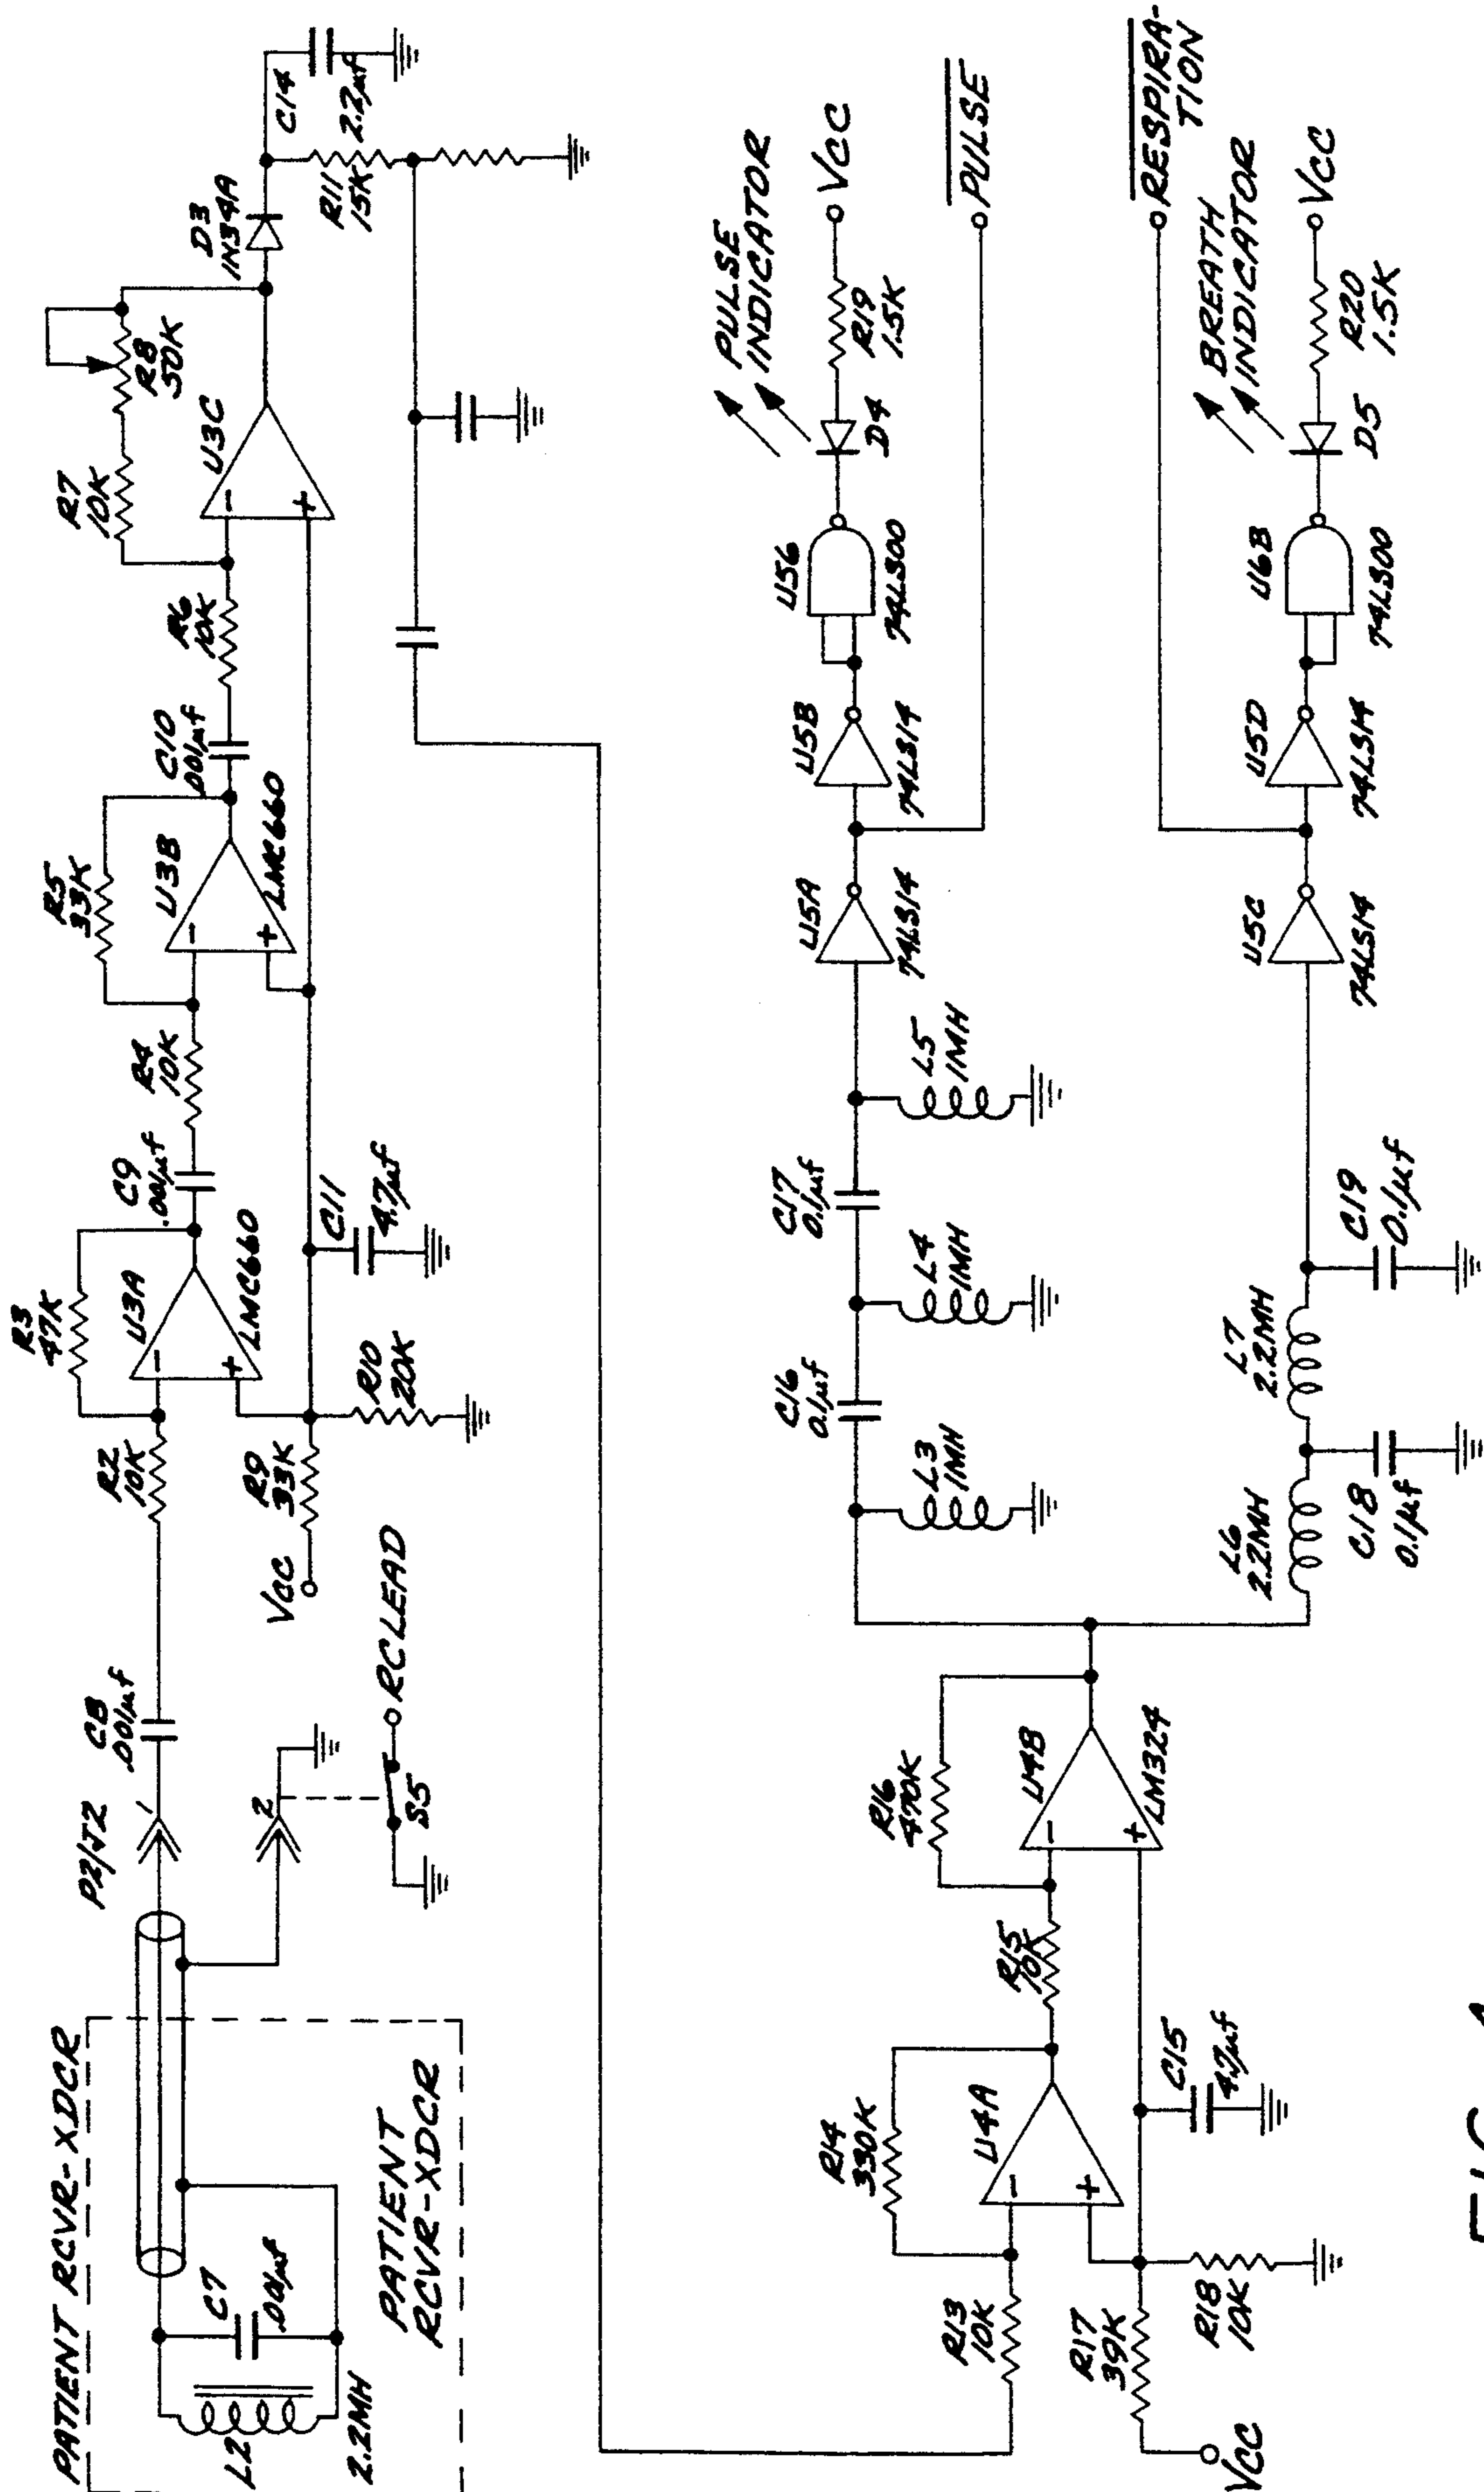 PATIENT RCVR-XDCR
L2
2.2MH
C7
.001µf
PATIENT
RCVR-XDCR
P2/J2
1
2
C8
.001µf
S5
RCLEAD
R2
10K
R3
47K
U3A
LMC660
Vcc
R9
33K
R10
20K
C11
4.7µf
C9
.001µf
R4
10K
R5
33K
U3B
LMC660
C10
.001µf
R6
10K
R7
10K
R8
50K
U3C
D3
IN34A
R11
15K
C14
2.2µf
R13
10K
R14
330K
U4A
R17
39K
VCC
R18
10K
C15
4.7µf
R15
10K
R16
470K
U4B
LM324
L3
1MH
C16
0.1µf
L4
1MH
C17
0.1µf
L5
1MH
U5A
74LS14
U5B
74LS14
U56
74LS00
D4
R19
1.5K
VCC
PULSE
INDICATOR
PULSE
L6
2.2MH
C18
0.1µf
L7
2.2MH
C19
0.1µf
U5C
74LS14
U5D
74LS14
U6B
74LS00
D5
R20
1.5K
VCC
BREATH
INDICATOR
RESPIRA-
TION